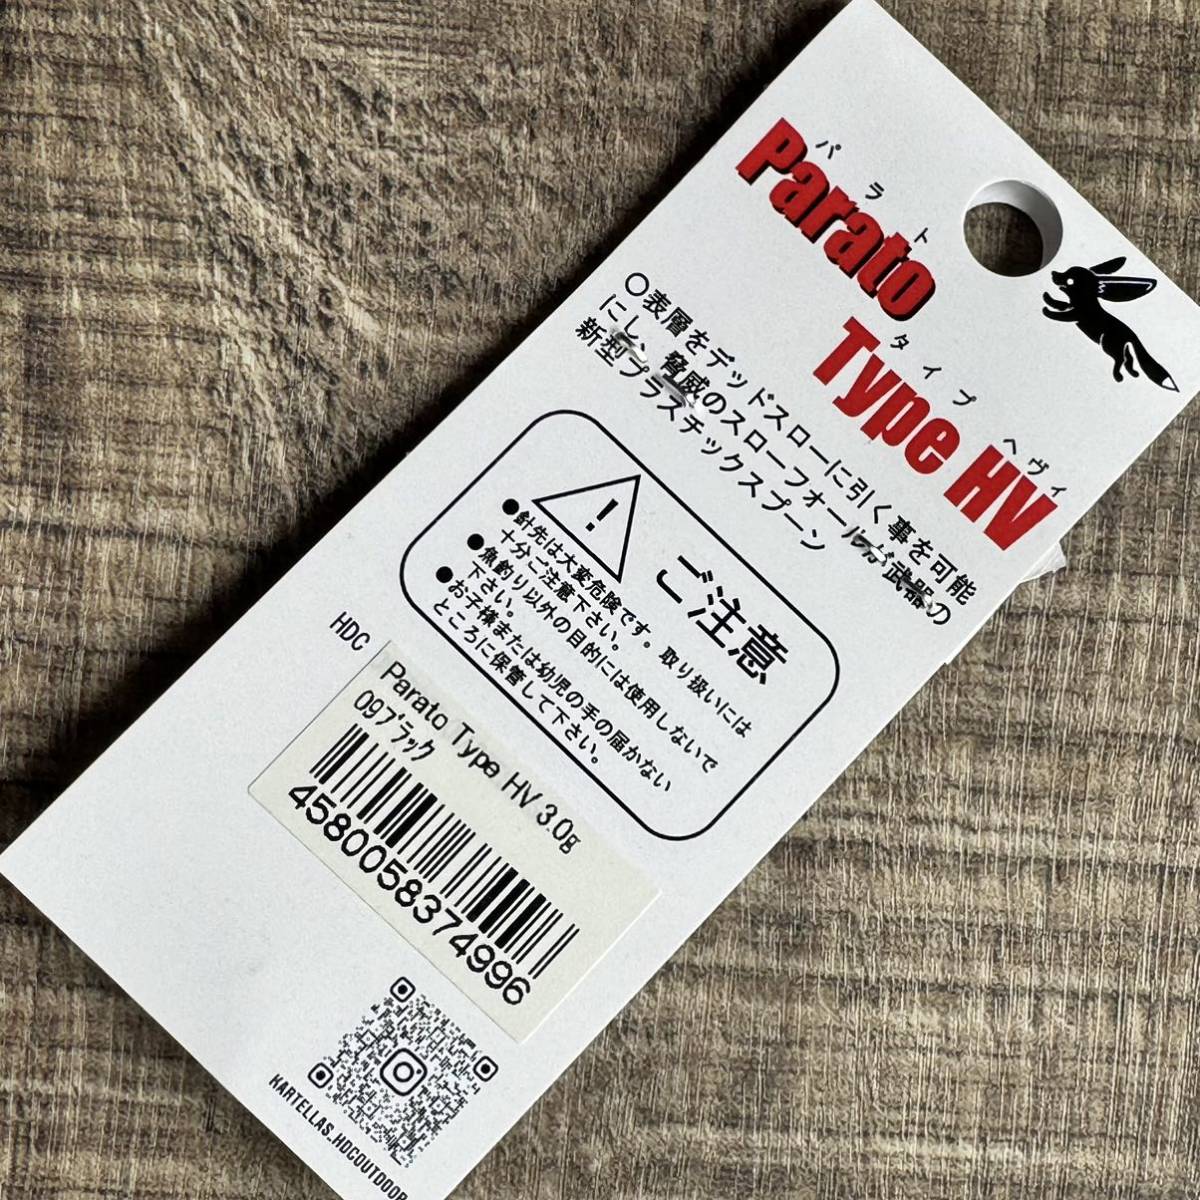 パラト
Parato
タイプ ヘヴィ
Type HV
○表層をデッドスローに引く事を可能
にし、脅威のスローフォールが武器の
新型プラスチックスプーン
ご注意
●針先は大変危険です。取り扱いには
十分ご注意下さい。
●魚釣り以外の目的には使用しないで
下さい。
●お子様または幼児の手の届かない
ところに保管して下さい。
HDC
Parato Type HV 3.0g
09ブラック
4580058374996
KARTELLAS_HDCOUTDOOR